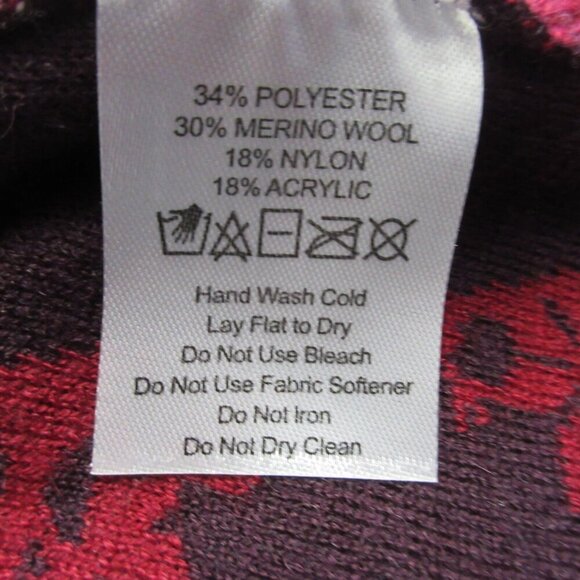 34% POLYESTER
30% MERINO WOOL
18% NYLON
18% ACRYLIC
Hand Wash Cold
Lay Flat to Dry
Do Not Use Bleach
Do Not Use Fabric Softener
Do Not Iron
Do Not Dry Clean